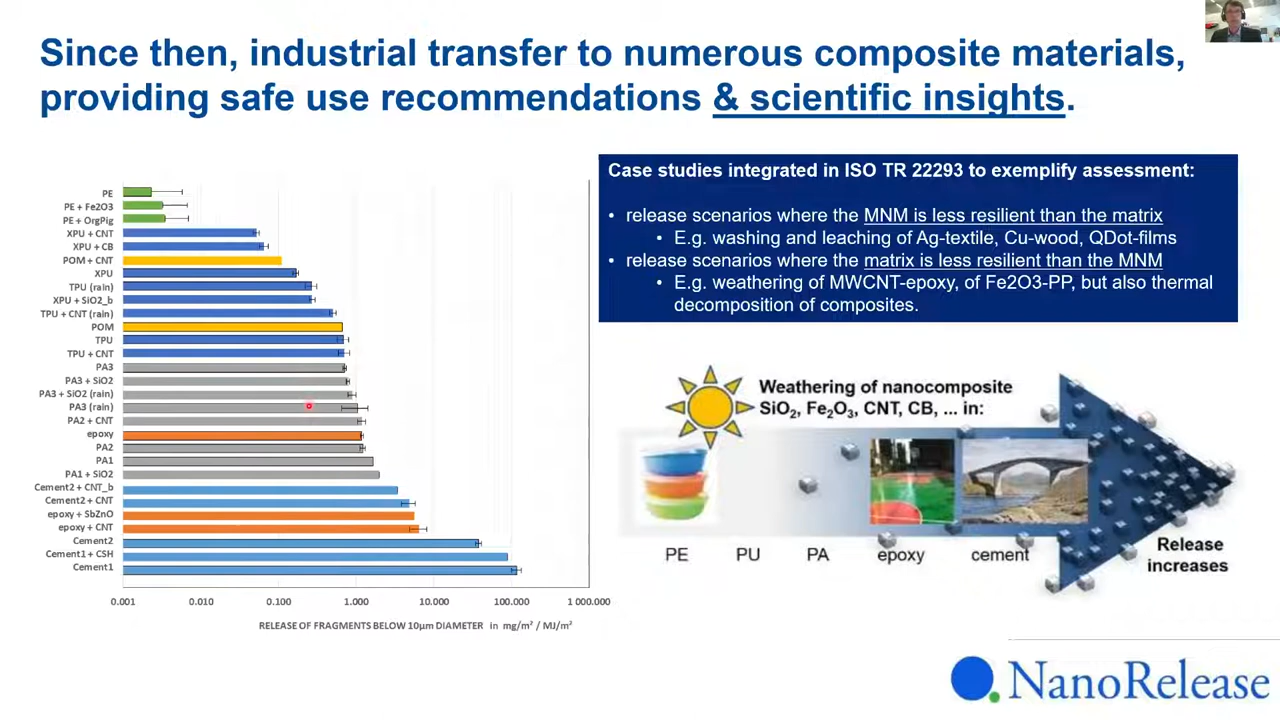 Since then, industrial transfer to numerous composite materials,
providing safe use recommendations & scientific insights.
PE
PE + Fe2O3
PE + OrgPig
XPU + CNT
XPU + CB
POM + CNT
XPU
TPU (rain)
XPU + SiO2_b
TPU + CNT (rain)
POM
TPU
TPU + CNT
PA3
PA3 + SiO2
PA3 + SiO2 (rain)
PA3 (rain)
PA2 + CNT
epoxy
PA2
PA1
PA1 + SiO2
Cement2 + CNT_b
Cement2 + CNT
epoxy + SbZnO
epoxy + CNT
Cement2
Cement1 + CSH
Cement1
0.001 0.010 0.100 1.000 10.000 100.000 1 000.000
RELEASE OF FRAGMENTS BELOW 10µm DIAMETER in mg/m² / MJ/m²
Case studies integrated in ISO TR 22293 to exemplify assessment:
• release scenarios where the MNM is less resilient than the matrix
• E.g. washing and leaching of Ag-textile, Cu-wood, QDot-films
• release scenarios where the matrix is less resilient than the MNM
• E.g. weathering of MWCNT-epoxy, of Fe2O3-PP, but also thermal
decomposition of composites.
Weathering of nanocomposite
SiO₂, Fe₂O₃, CNT, CB, ... in:
PE PU PA epoxy cement
Release
increases
NanoRelease